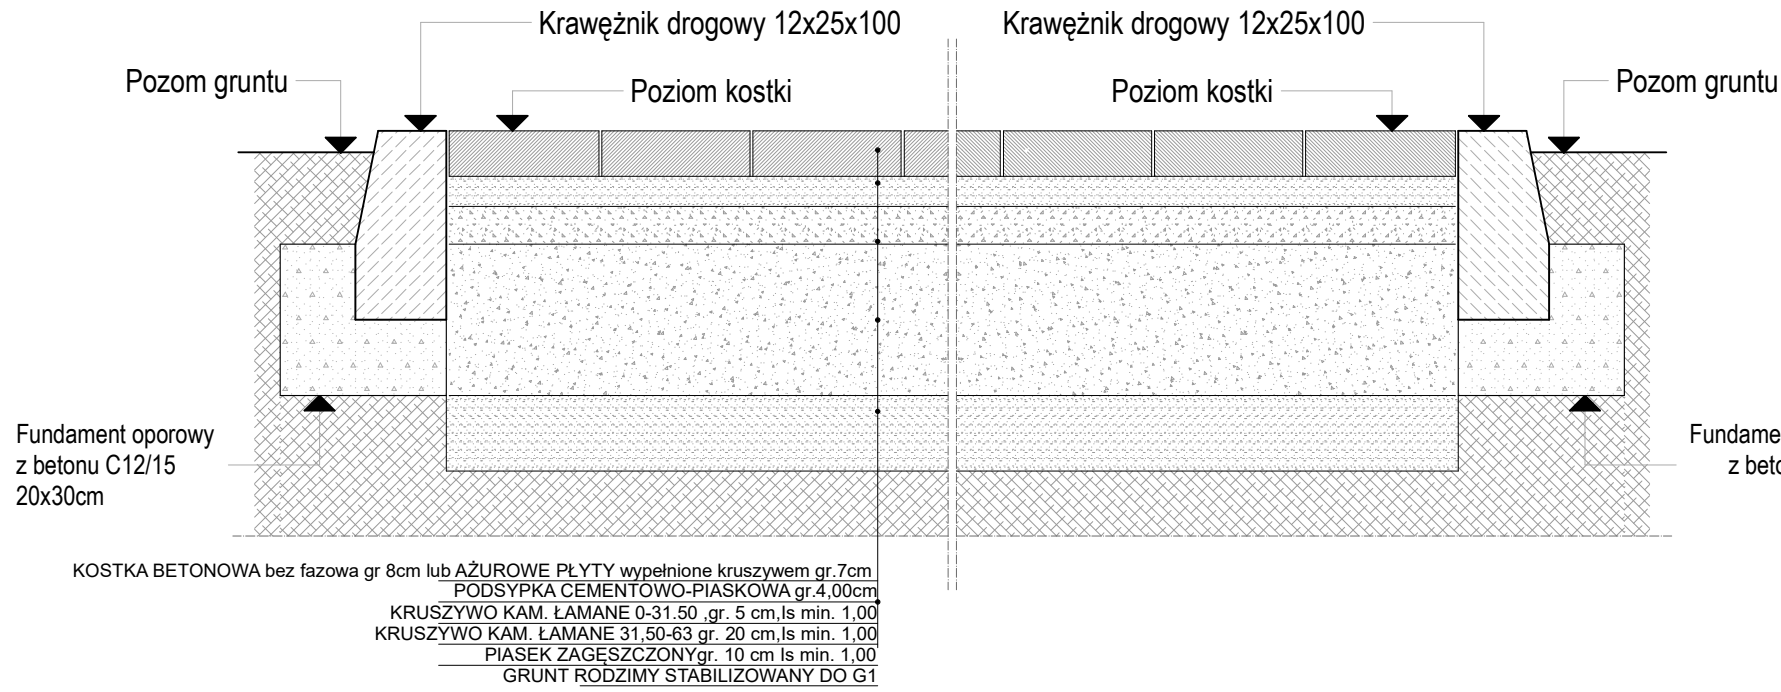 Krawężnik drogowy 12x25x100
Krawężnik drogowy 12x25x100
Pozom gruntu
Poziom kostki
Poziom kostki
Pozom gruntu
Fundament oporowy
z betonu C12/15
20x30cm
Fundame
z beto
KOSTKA BETONOWA bez fazowa gr 8cm lub AŻUROWE PŁYTY wypełnione kruszywem gr.7cm
PODSYPKA CEMENTOWO-PIASKOWA gr.4,00cm
KRUSZYWO KAM. ŁAMANE 0-31.50 ,gr. 5 cm,Is min. 1,00
KRUSZYWO KAM. ŁAMANE 31,50-63 gr. 20 cm,Is min. 1,00
PIASEK ZAGĘSZCZONYgr. 10 cm Is min. 1,00
GRUNT RODZIMY STABILIZOWANY DO G1